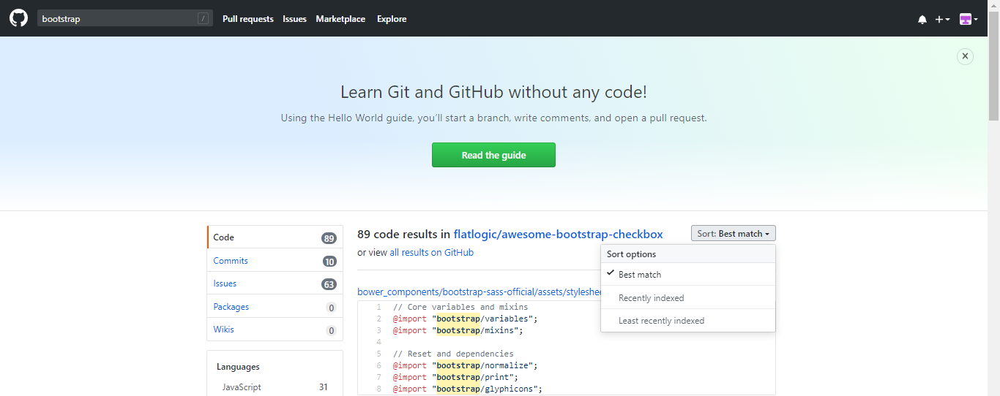 bootstrap /
Pull requests Issues Marketplace Explore
Learn Git and GitHub without any code!
Using the Hello World guide, you’ll start a branch, write comments, and open a pull request.
Read the guide
Code 89
Commits 10
Issues 63
Packages 0
Wikis 0
Languages
JavaScript 31
89 code results in flatlogic/awesome-bootstrap-checkbox
or view all results on GitHub
Sort: Best match
Sort options
Best match
Recently indexed
Least recently indexed
bower_components/bootstrap-sass-official/assets/styleshee
1 // Core variables and mixins
2 @import "bootstrap/variables";
3 @import "bootstrap/mixins";
4
5 // Reset and dependencies
6 @import "bootstrap/normalize";
7 @import "bootstrap/print";
8 @import "bootstrap/glyphicons";